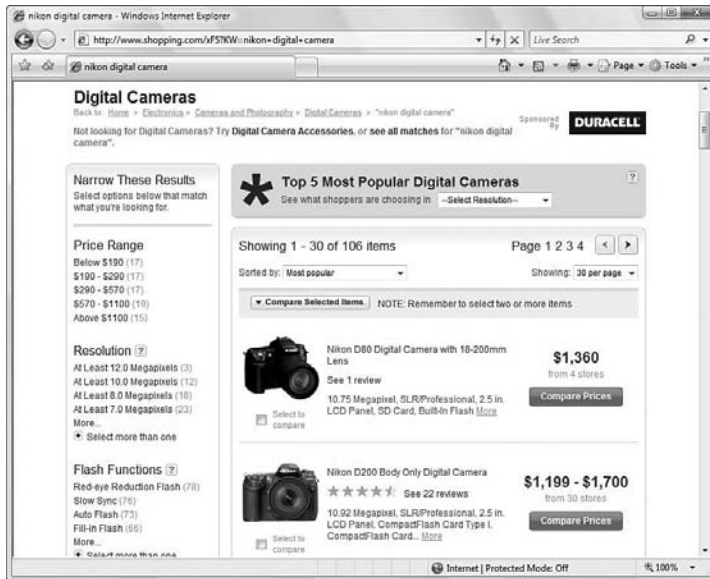 nikon digital camera - Windows Internet Explorer
http://www.shopping.com/xFS?KW=nikon+digital+camera
Live Search
nikon digital camera
Page
Tools
Digital Cameras
Back to: Home > Electronics > Cameras and Photography > Digital Cameras > "nikon digital camera"
Not looking for Digital Cameras? Try Digital Camera Accessories, or see all matches for "nikon digital
camera".
Sponsored
By
DURACELL
Narrow These Results
Select options below that match
what you're looking for.
Price Range
Below $190 (17)
$190 - $290 (17)
$290 - $570 (17)
$570 - $1100 (19)
Above $1100 (15)
Resolution ?
At Least 12.0 Megapixels (3)
At Least 10.0 Megapixels (12)
At Least 8.0 Megapixels (18)
At Least 7.0 Megapixels (23)
More...
+ Select more than one
Flash Functions ?
Red-eye Reduction Flash (78)
Slow Sync (76)
Auto Flash (73)
Fill-in Flash (66)
More...
+ Select more than one
Top 5 Most Popular Digital Cameras
?
See what shoppers are choosing in --Select Resolution--
Showing 1 - 30 of 106 items
Page 1 2 3 4
Sorted by: Most popular
Showing: 30 per page
Compare Selected Items
NOTE: Remember to select two or more items
Nikon D80 Digital Camera with 18-200mm
Lens
See 1 review
10.75 Megapixel, SLR/Professional, 2.5 in.
LCD Panel, SD Card, Built-In Flash More
Select to
compare
$1,360
from 4 stores
Compare Prices
Nikon D200 Body Only Digital Camera
See 22 reviews
10.92 Megapixel, SLR/Professional, 2.5 in.
LCD Panel, CompactFlash Card Type I,
CompactFlash Card... More
Select to
compare
$1,199 - $1,700
from 30 stores
Compare Prices
Internet | Protected Mode: Off
100%